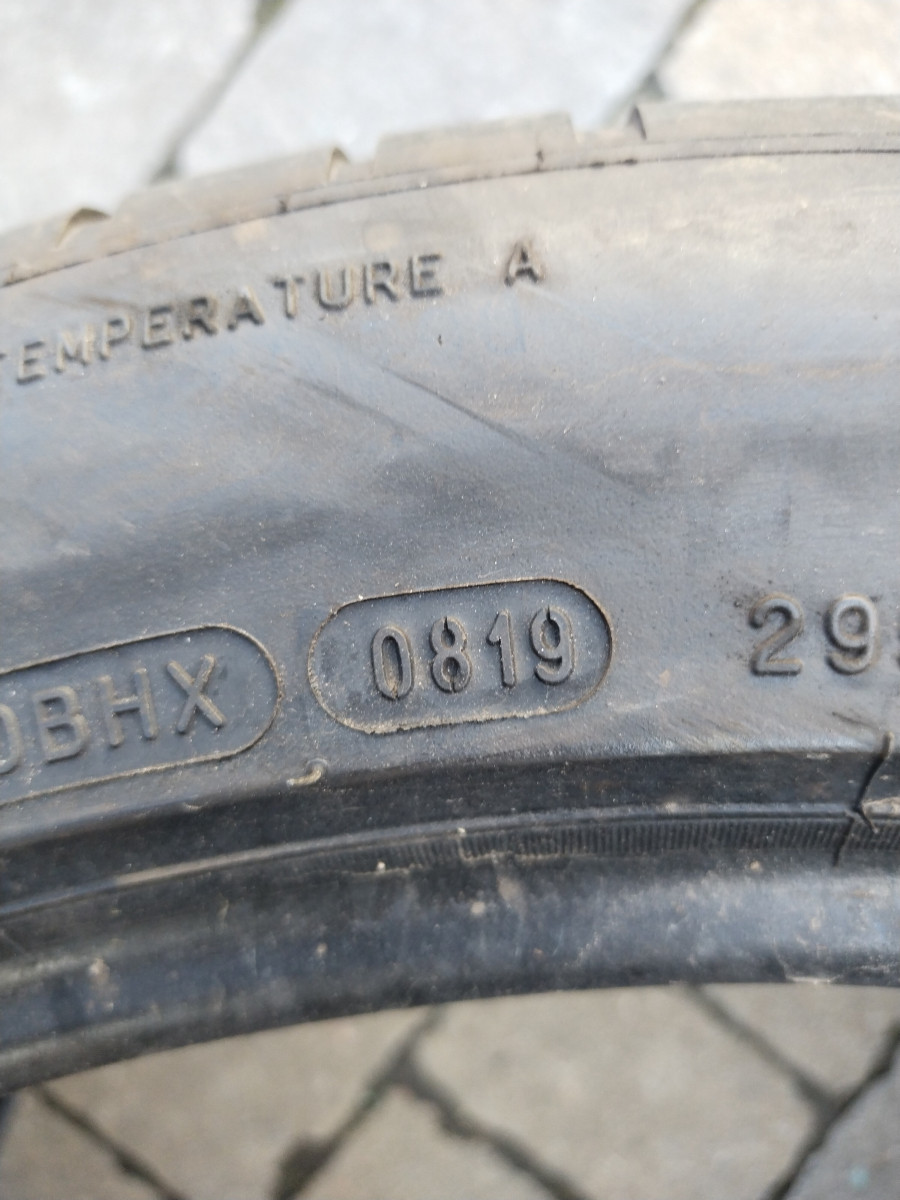 TEMPERATURE A
0BHX 0819 29